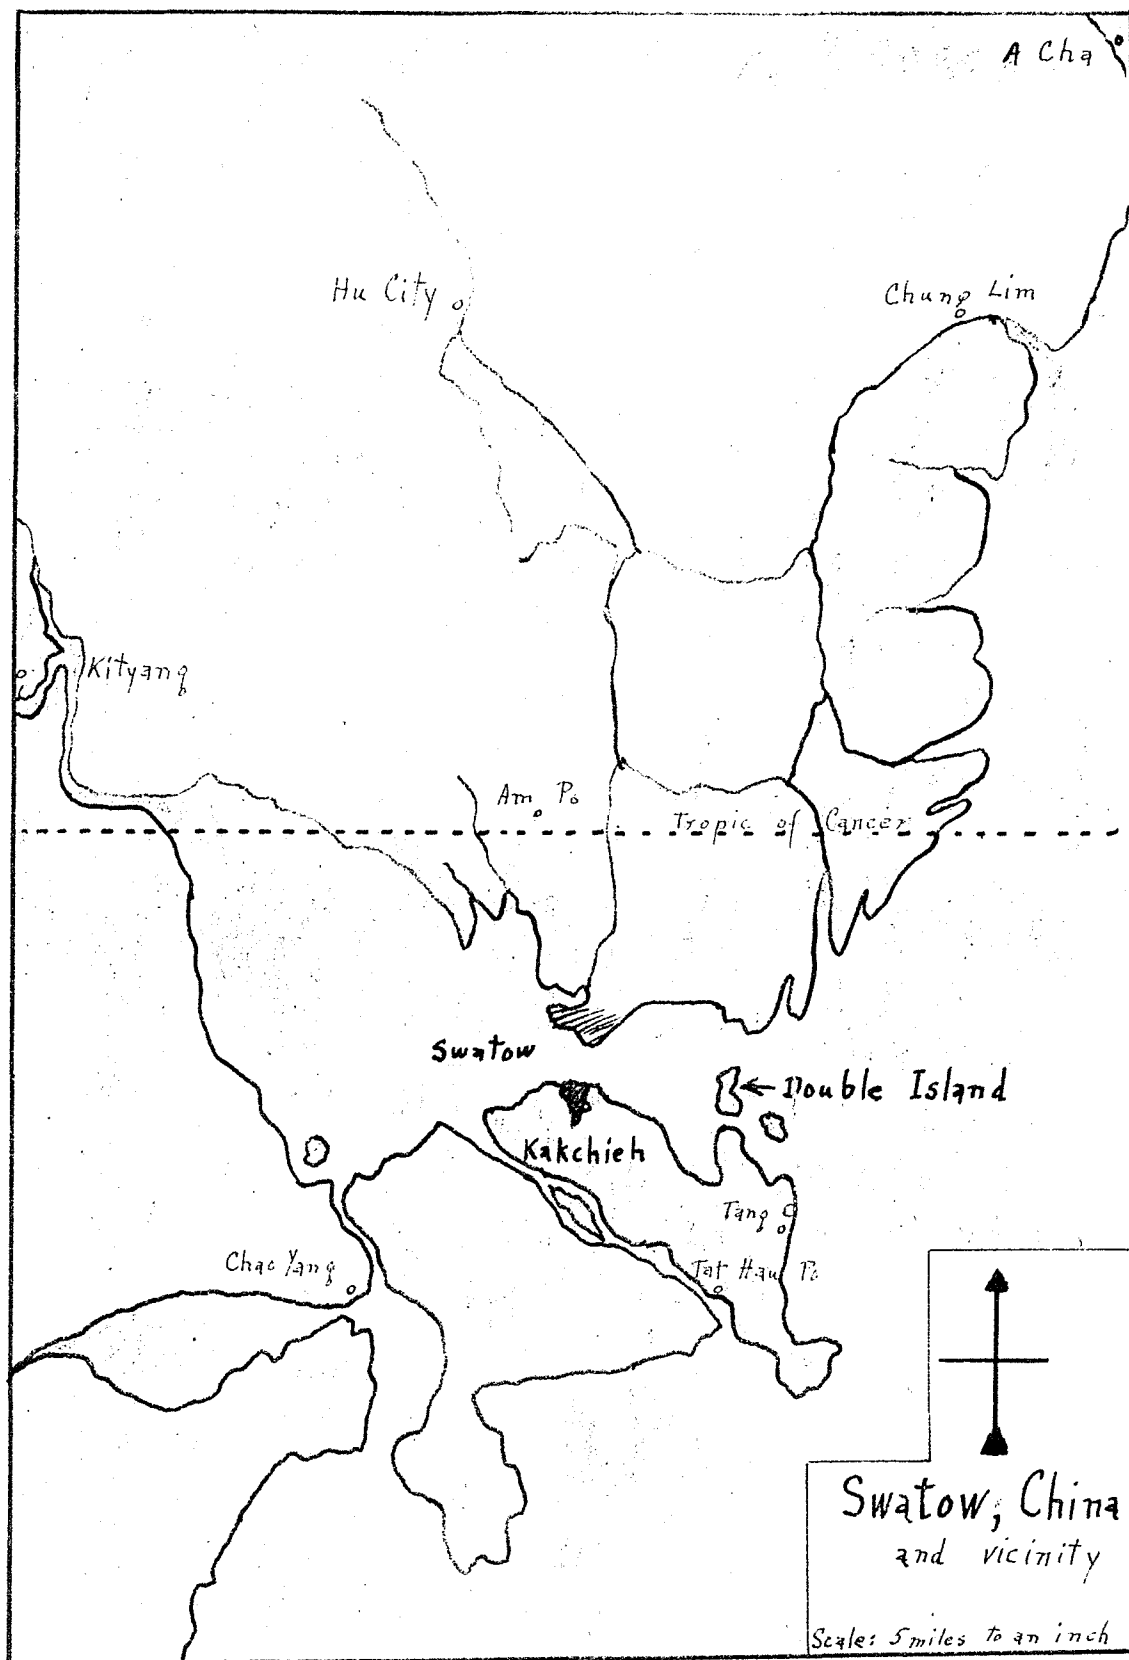 A Cha
Hu City
Chung Lim
Kityang
Am Po
Tropic of Cancer
Swatow
Double Island
Kakchieh
Tang
Chao Yang
Tat Hau Po
Swatow, China
and vicinity
Scale: 5 miles to an inch